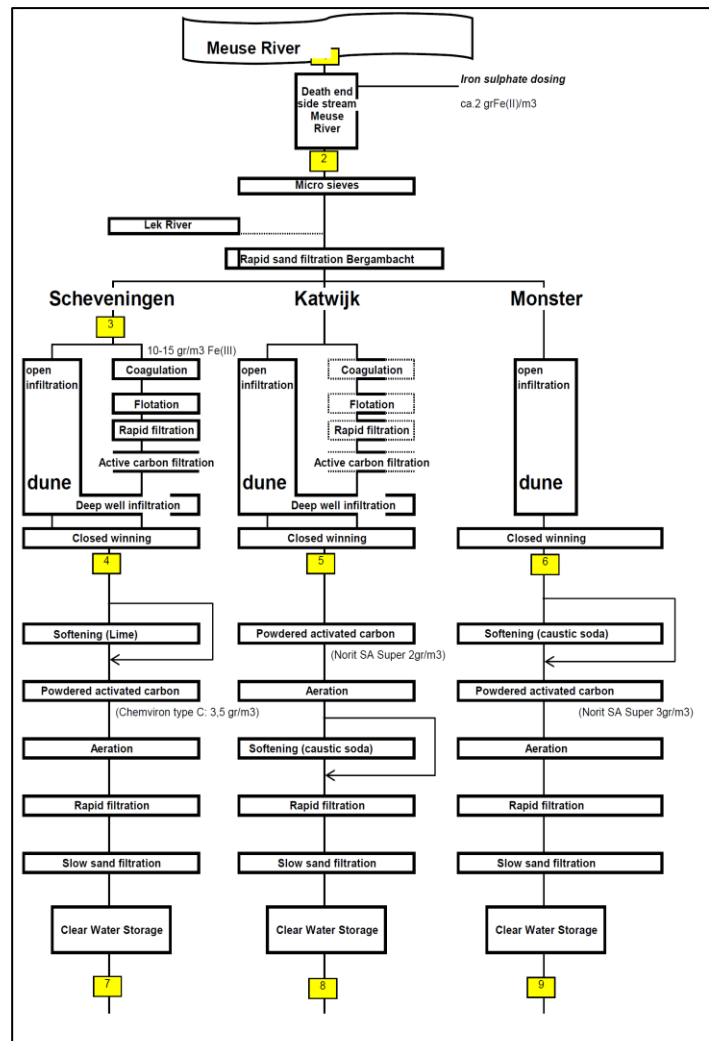 Meuse River
Iron sulphate dosing
ca.2 grFe(II)/m3
Death end
side stream
Meuse
River
2
Micro sieves
Lek River
Rapid sand filtration Bergambacht
Scheveningen
Katwijk
Monster
3
10-15 gr/m3 Fe(III)
open
infiltration
Coagulation
Flotation
Rapid filtration
Active carbon filtration
dune
Deep well infiltration
Closed winning
open
infiltration
Coagulation
Flotation
Rapid filtration
Active carbon filtration
dune
Deep well infiltration
Closed winning
open
infiltration
dune
Closed winning
4
5
6
Softening (Lime)
Powdered activated carbon
Softening (caustic soda)
(Norit SA Super 2gr/m3)
Powdered activated carbon
Aeration
Powdered activated carbon
(Chemviron type C: 3,5 gr/m3)
(Norit SA Super 3gr/m3)
Aeration
Softening (caustic soda)
Aeration
Rapid filtration
Rapid filtration
Rapid filtration
Slow sand filtration
Slow sand filtration
Slow sand filtration
Clear Water Storage
Clear Water Storage
Clear Water Storage
7
8
9